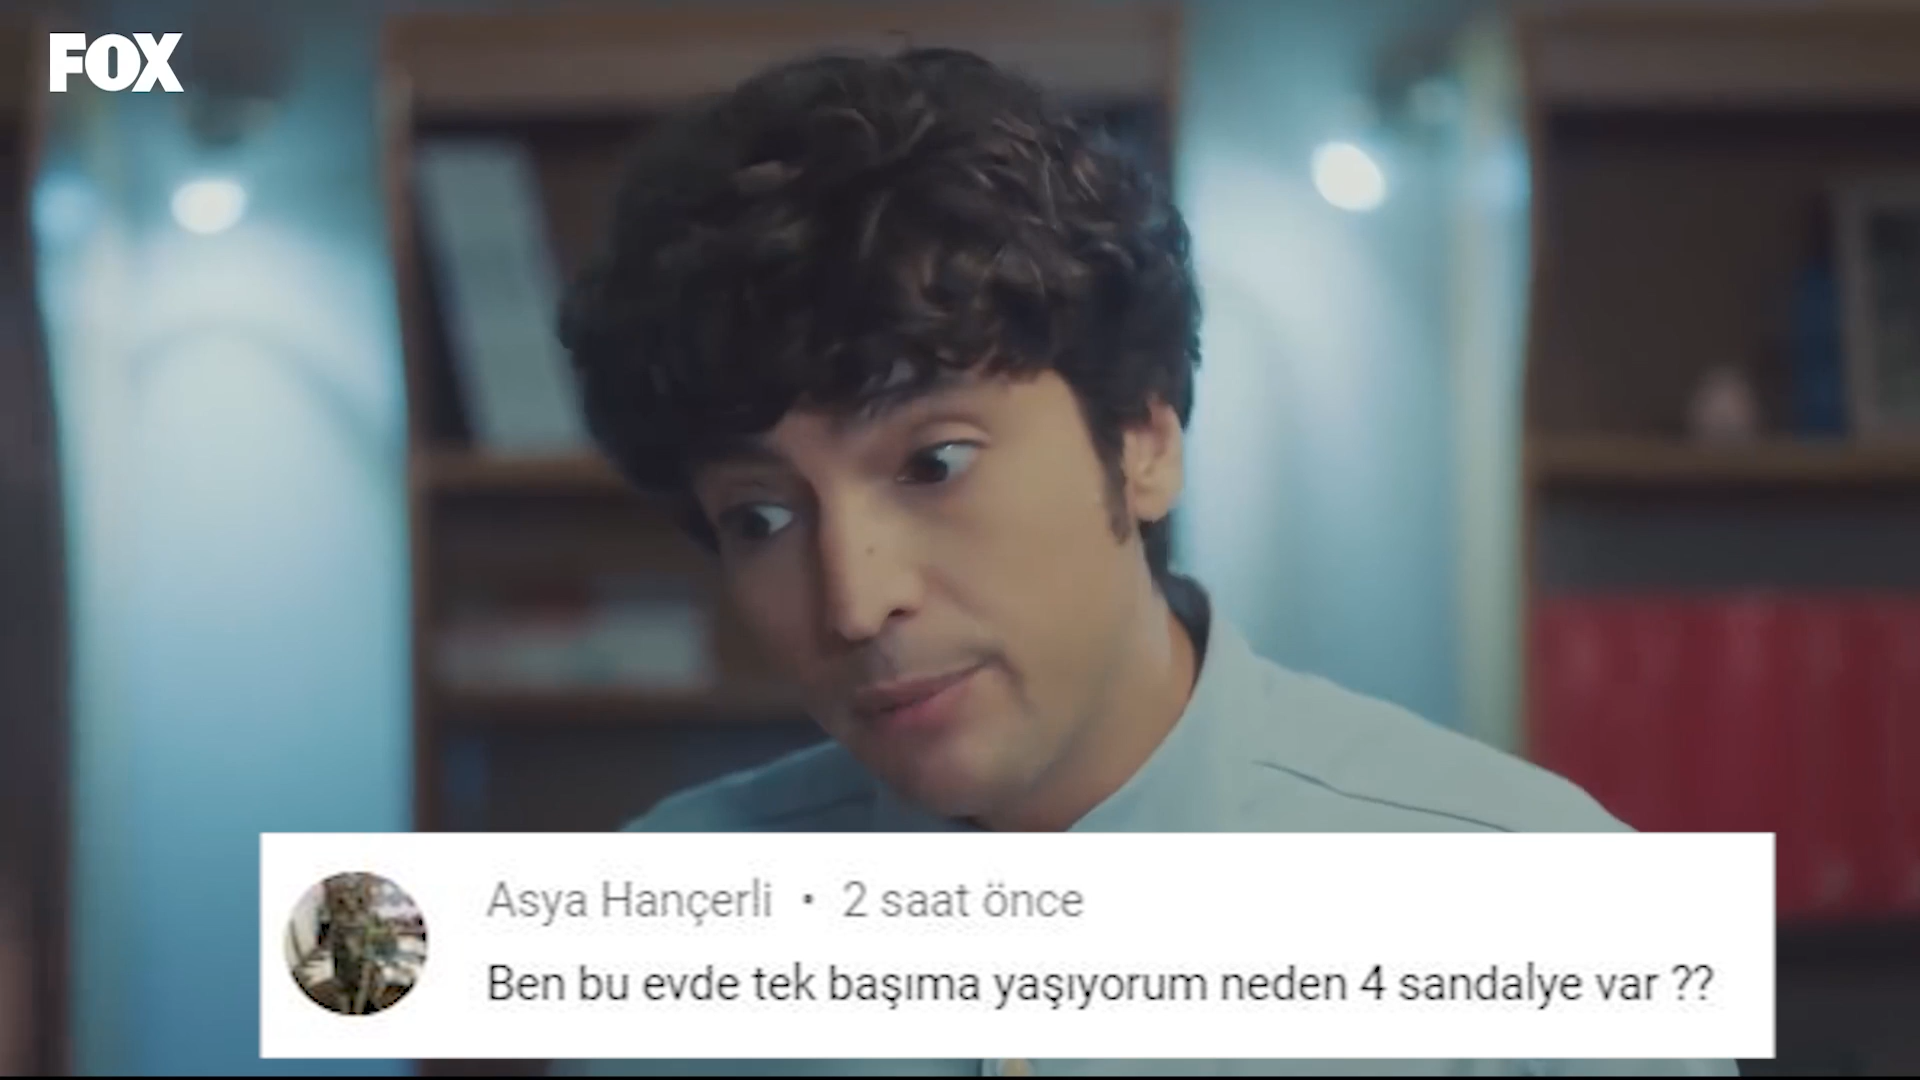 FOX
Asya Hançerli • 2 saat önce
Ben bu evde tek başıma yaşıyorum neden 4 sandalye var ??